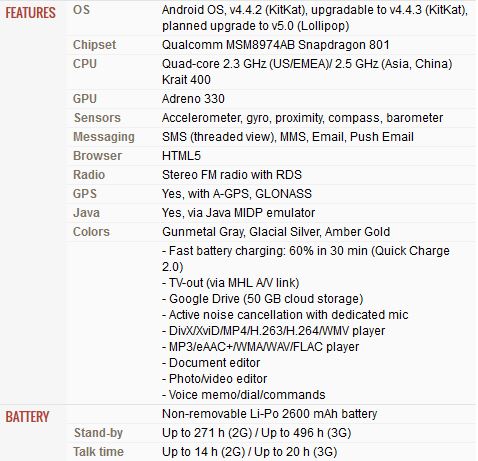 FEATURES OS Android OS, v4.4.2 (KitKat), upgradable to v4.4.3 (KitKat),
planned upgrade to v5.0 (Lollipop)
Chipset Qualcomm MSM8974AB Snapdragon 801
CPU Quad-core 2.3 GHz (US/EMEA)/ 2.5 GHz (Asia, China)
Krait 400
GPU Adreno 330
Sensors Accelerometer, gyro, proximity, compass, barometer
Messaging SMS (threaded view), MMS, Email, Push Email
Browser HTML5
Radio Stereo FM radio with RDS
GPS Yes, with A-GPS, GLONASS
Java Yes, via Java MIDP emulator
Colors Gunmetal Gray, Glacial Silver, Amber Gold
- Fast battery charging: 60% in 30 min (Quick Charge
2.0)
- TV-out (via MHL A/V link)
- Google Drive (50 GB cloud storage)
- Active noise cancellation with dedicated mic
- DivX/XviD/MP4/H.263/H.264/WMV player
- MP3/eAAC+/WMA/WAV/FLAC player
- Document editor
- Photo/video editor
- Voice memo/dial/commands
BATTERY Non-removable Li-Po 2600 mAh battery
Stand-by Up to 271 h (2G) / Up to 496 h (3G)
Talk time Up to 14 h (2G) / Up to 20 h (3G)